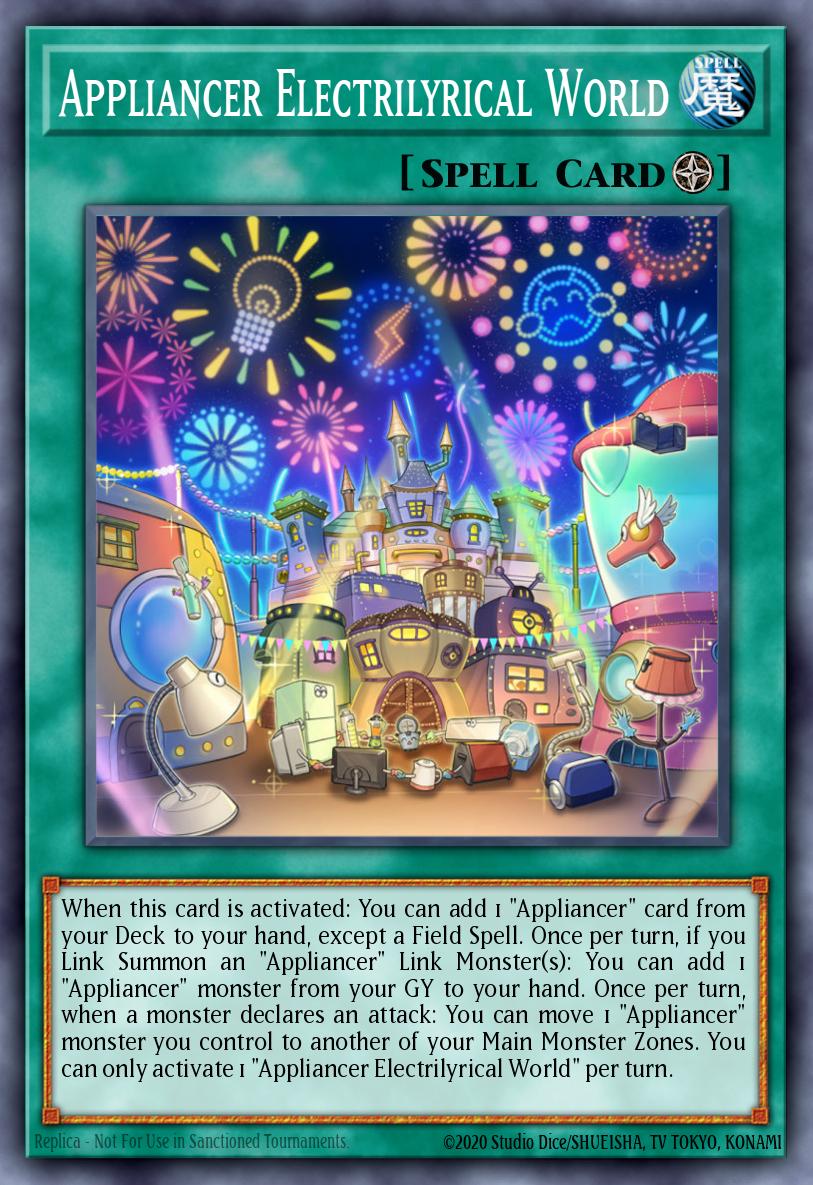 Appliancer Electrilyrical World
SPELL
魔
[Spell Card]
When this card is activated: You can add 1 "Appliancer" card from
your Deck to your hand, except a Field Spell. Once per turn, if you
Link Summon an "Appliancer" Link Monster(s): You can add 1
"Appliancer" monster from your GY to your hand. Once per turn,
when a monster declares an attack: You can move 1 "Appliancer"
monster you control to another of your Main Monster Zones. You
can only activate 1 "Appliancer Electrilyrical World" per turn.
Replica - Not For Use in Sanctioned Tournaments.
©2020 Studio Dice/SHUEISHA, TV TOKYO, KONAMI